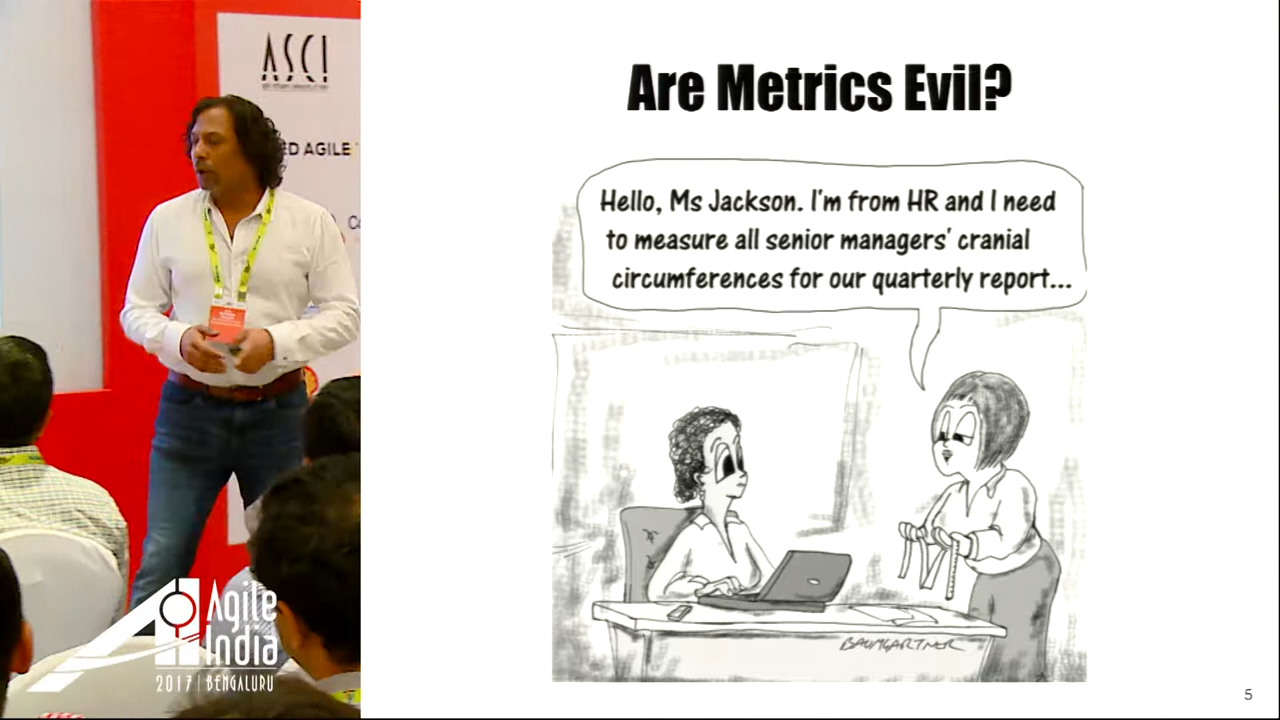 ASCI
ED AGILE
Are Metrics Evil?
Hello, Ms Jackson. I'm from HR and I need
to measure all senior managers' cranial
circumferences for our quarterly report...
BAUMGARTNER
Agile
India
2017 | BENGALURU
5